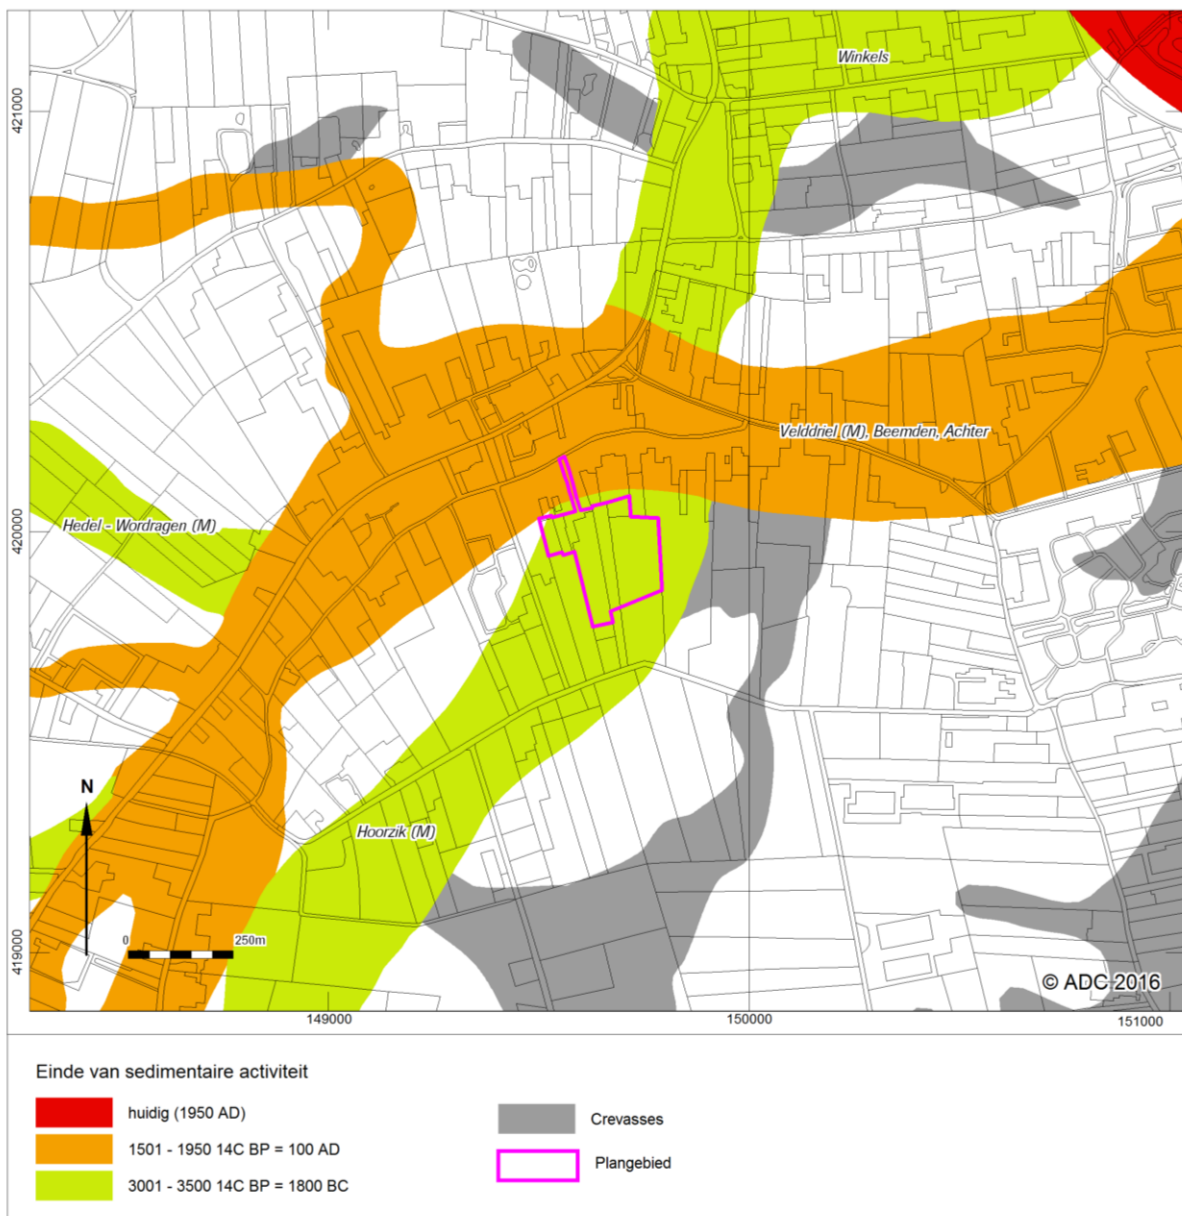 Winkels
421000
Velddriel (M), Beemden, Achter
Hedel - Wordragen (M)
420000
Hoorzik (M)
N
0 250m
419000
© ADC 2016
149000 150000 151000
Einde van sedimentaire activiteit
huidig (1950 AD)
1501 - 1950 14C BP = 100 AD
3001 - 3500 14C BP = 1800 BC
Crevasses
Plangebied